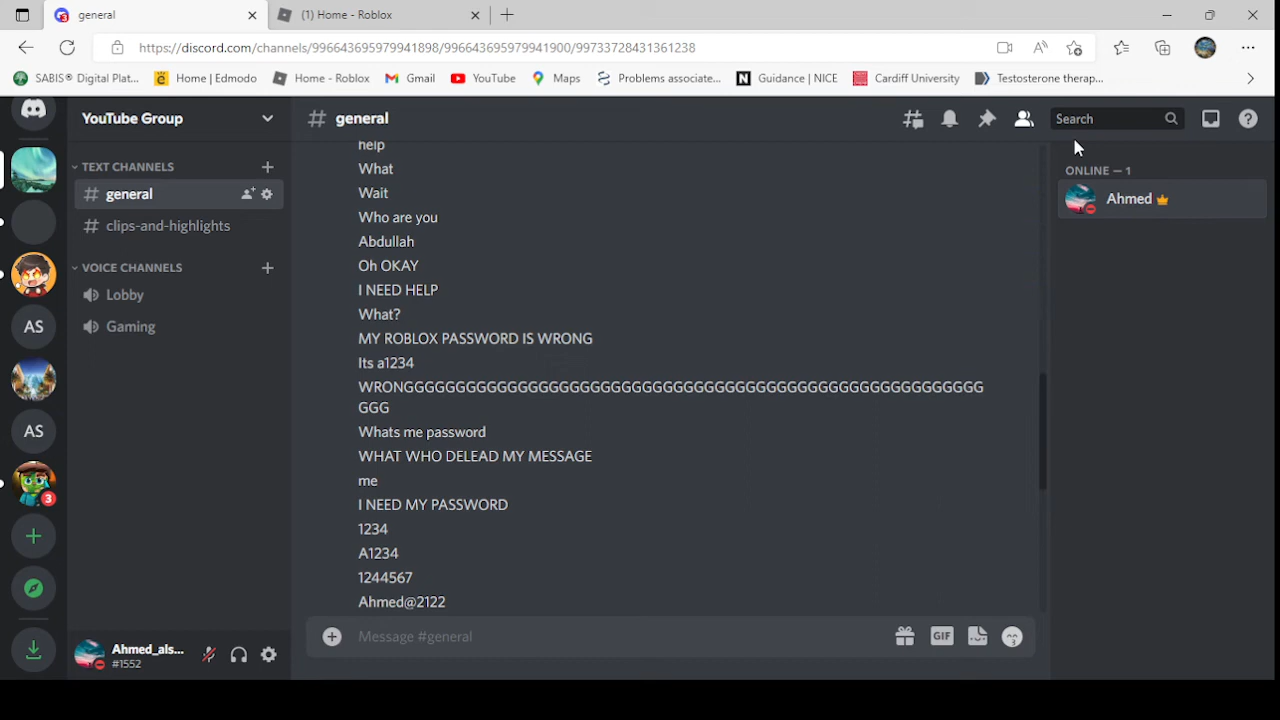 general
(1) Home - Roblox
https://discord.com/channels/996643695979941898/996643695979941900/99733728431361238
SABIS® Digital Plat...
Home | Edmodo
Home - Roblox
Gmail
YouTube
Maps
Problems associate...
Guidance | NICE
Cardiff University
Testosterone therap...
YouTube Group
general
Search
TEXT CHANNELS
general
clips-and-highlights
VOICE CHANNELS
Lobby
Gaming
AS
AS
3
help
What
Wait
Who are you
Abdullah
Oh OKAY
I NEED HELP
What?
MY ROBLOX PASSWORD IS WRONG
Its a1234
WRONGGGGGGGGGGGGGGGGGGGGGGGGGGGGGGGGGGGGGGGGGGGGGGGGGGGGGGGGGGG
GGG
Whats me password
WHAT WHO DELEAD MY MESSAGE
me
I NEED MY PASSWORD
1234
A1234
1244567
Ahmed@2122
ONLINE — 1
Ahmed
Ahmed_als...
#1552
Message #general
GIF